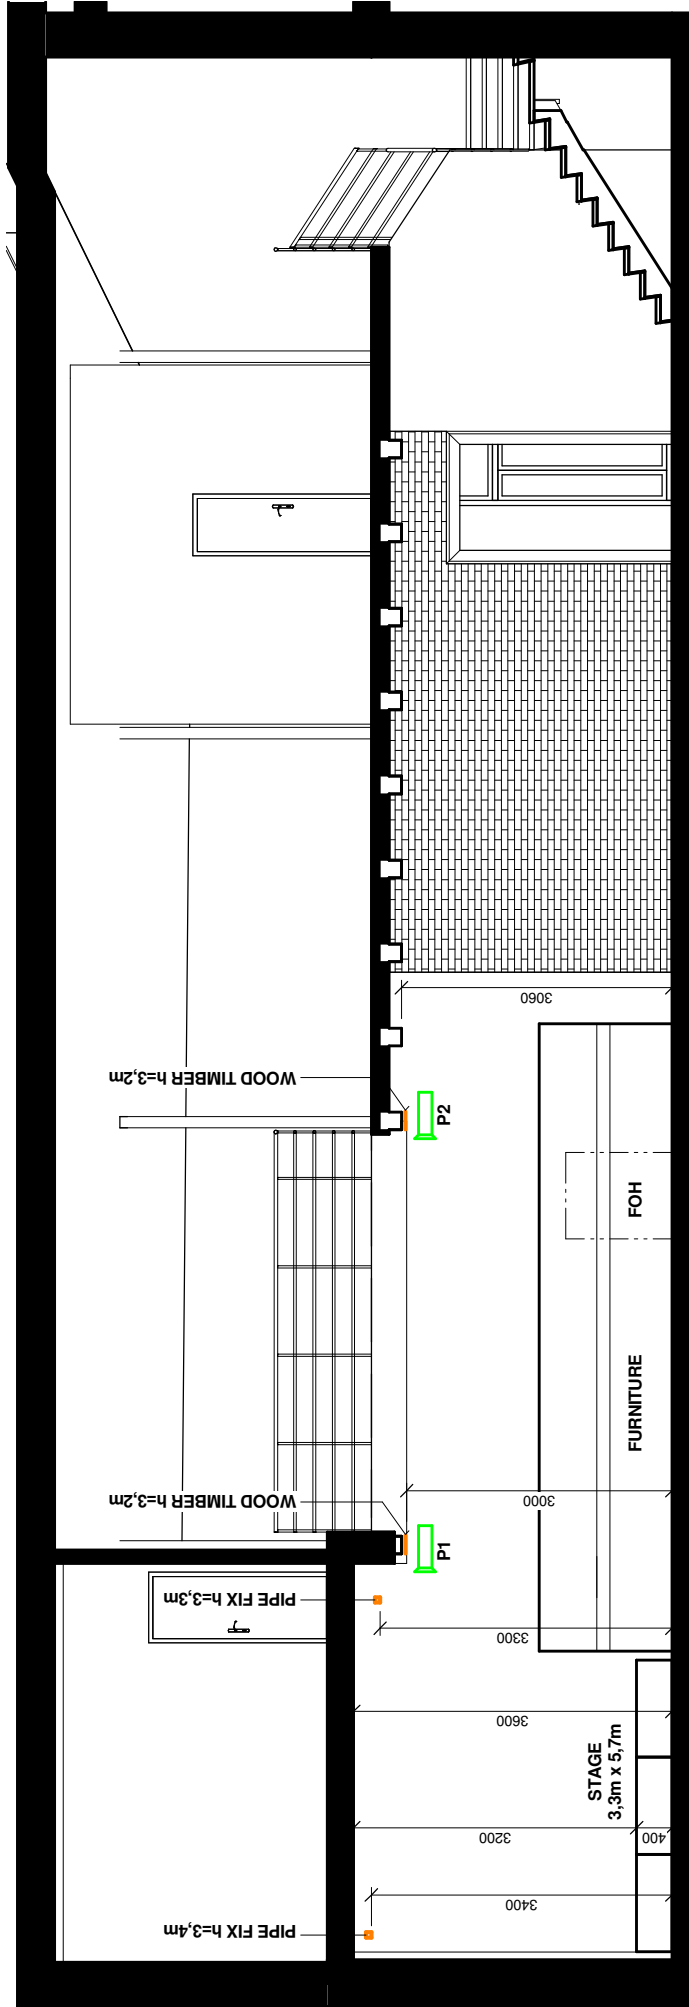 WOOD TIMBER h=3,2m
3060
P2
FOH
FURNITURE
WOOD TIMBER h=3,2m
3000
P1
PIPE FIX h=3,3m
3300
3600
STAGE
3,3m x 5,7m
3200
400
3400
PIPE FIX h=3,4m